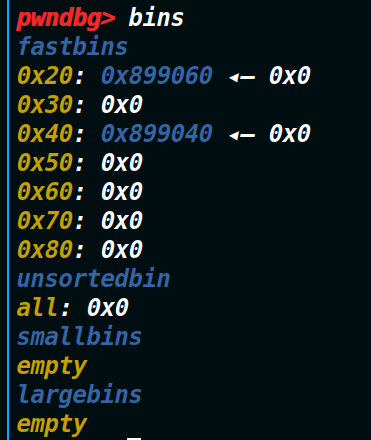 pwndbg> bins
fastbins
0x20: 0x899060 ◂— 0x0
0x30: 0x0
0x40: 0x899040 ◂— 0x0
0x50: 0x0
0x60: 0x0
0x70: 0x0
0x80: 0x0
unsortedbin
all: 0x0
smallbins
empty
largebins
empty